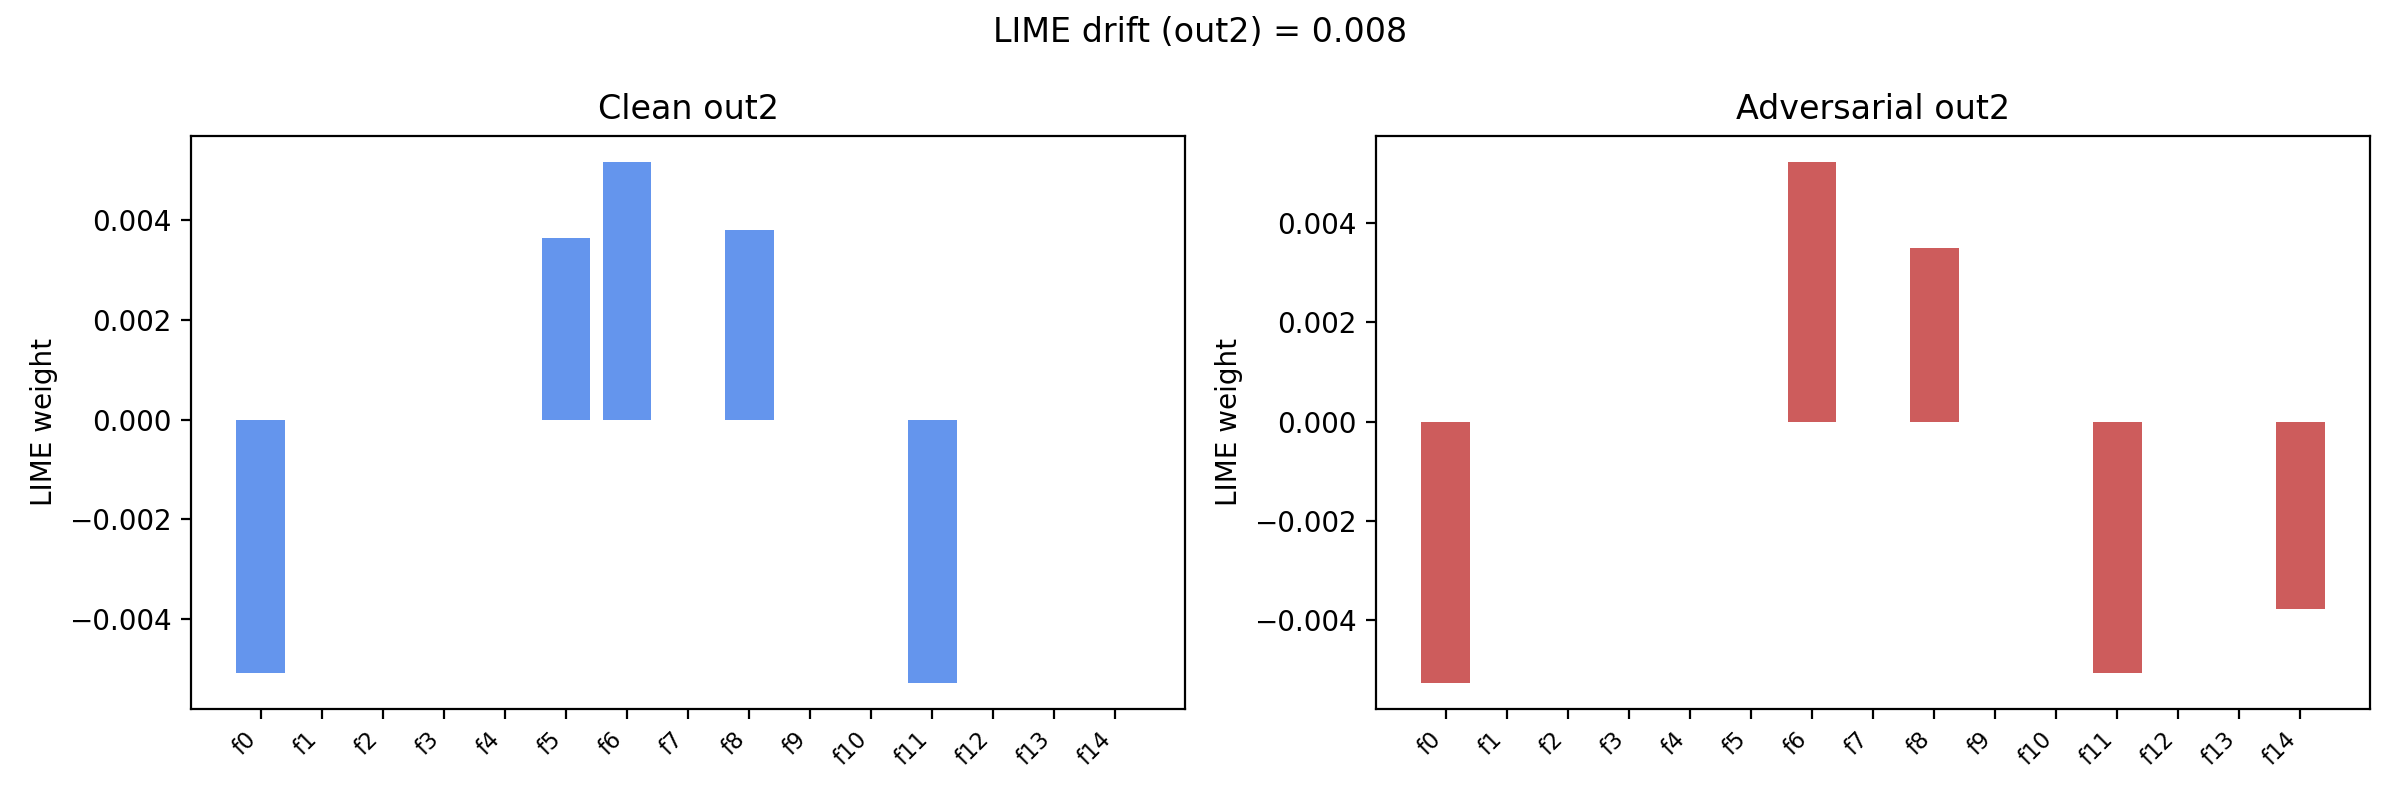 LIME drift (out2) = 0.008
Clean out2
LIME weight
0.004
0.002
0.000
−0.002
−0.004
f0 f1 f2 f3 f4 f5 f6 f7 f8 f9 f10 f11 f12 f13 f14
Adversarial out2
LIME weight
0.004
0.002
0.000
−0.002
−0.004
f0 f1 f2 f3 f4 f5 f6 f7 f8 f9 f10 f11 f12 f13 f14